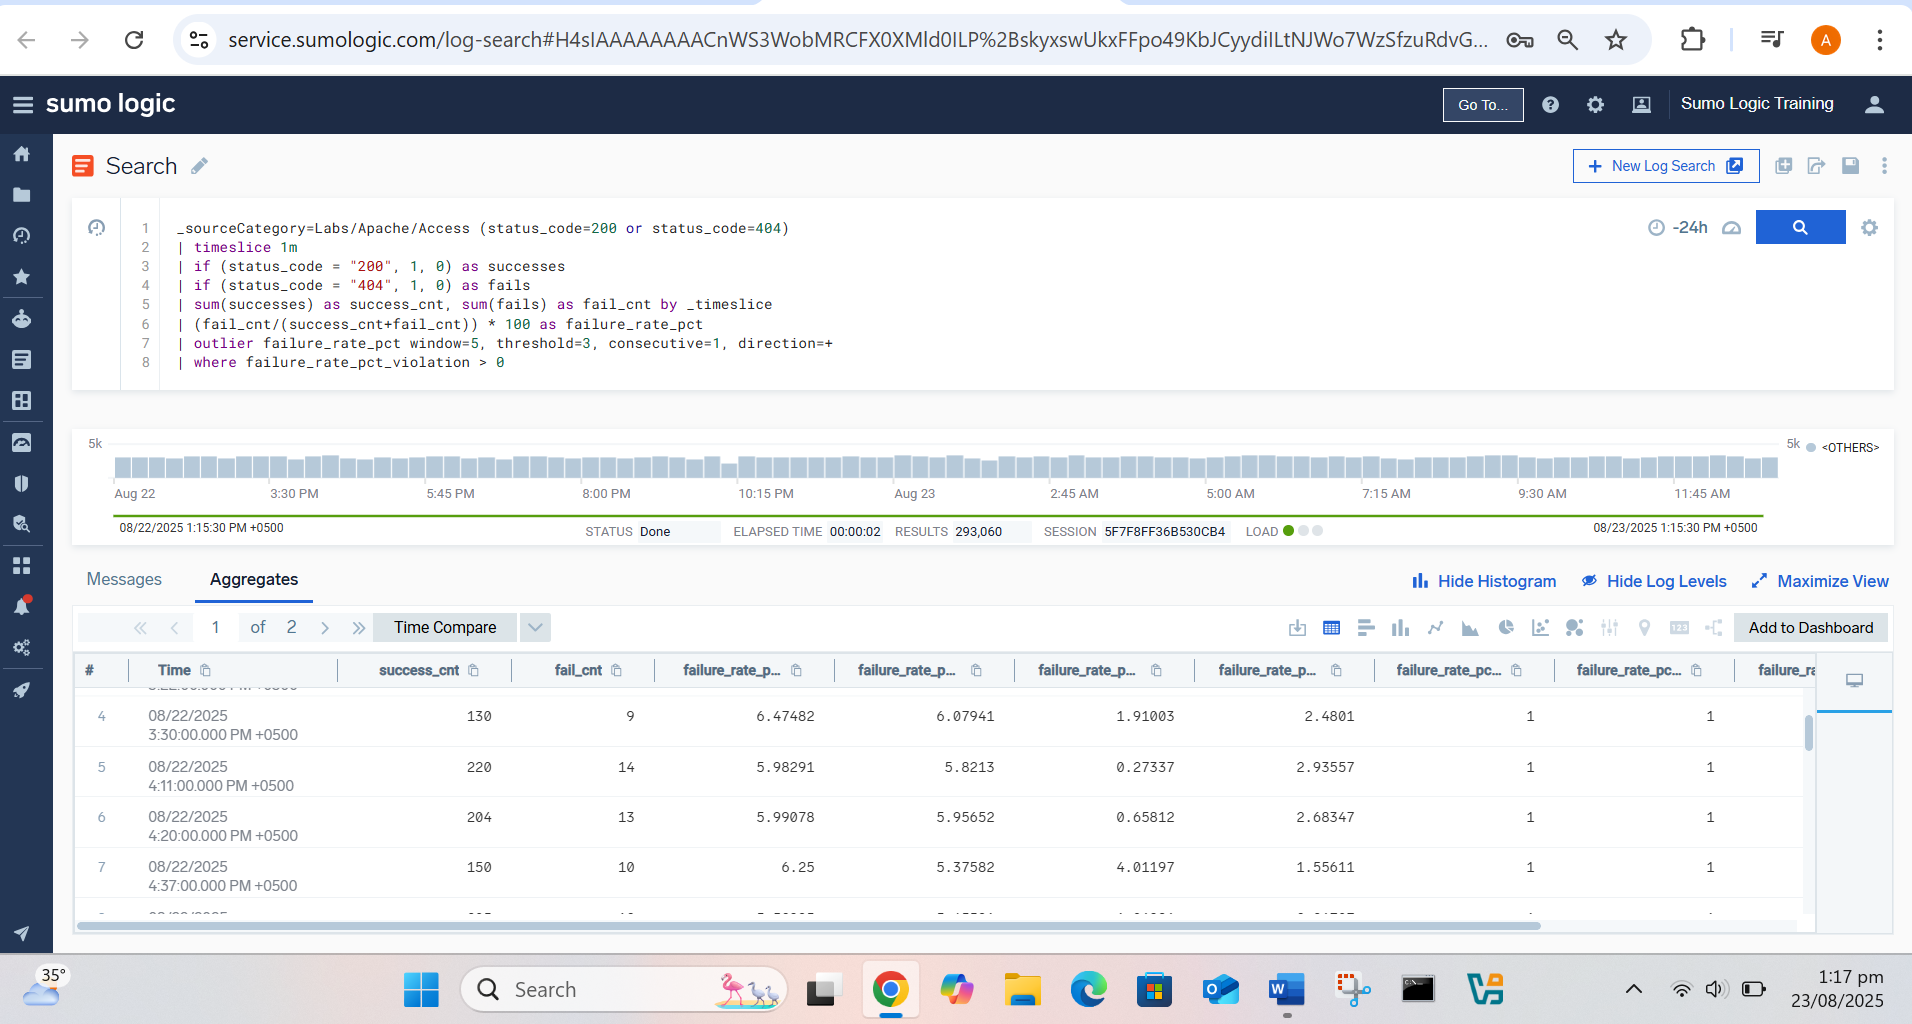 service.sumologic.com/log-search#H4sIAAAAAAAACnWS3WobMRCFX0XMld0ILP%2BskyxswUkxFFpo49KbJCyydiILtNJWo7WzSfzuRdvG...
A
sumo logic
Go To...
Sumo Logic Training
Search
+ New Log Search
1 _sourceCategory=Labs/Apache/Access (status_code=200 or status_code=404)
2 | timeslice 1m
3 | if (status_code = "200", 1, 0) as successes
4 | if (status_code = "404", 1, 0) as fails
5 | sum(successes) as success_cnt, sum(fails) as fail_cnt by _timeslice
6 | (fail_cnt/(success_cnt+fail_cnt)) * 100 as failure_rate_pct
7 | outlier failure_rate_pct window=5, threshold=3, consecutive=1, direction=+
8 | where failure_rate_pct_violation > 0
-24h
5k 5k <OTHERS>
Aug 22 3:30 PM 5:45 PM 8:00 PM 10:15 PM Aug 23 2:45 AM 5:00 AM 7:15 AM 9:30 AM 11:45 AM
08/22/2025 1:15:30 PM +0500 STATUS Done ELAPSED TIME 00:00:02 RESULTS 293,060 SESSION 5F7F8FF36B530CB4 LOAD 08/23/2025 1:15:30 PM +0500
Messages Aggregates Hide Histogram Hide Log Levels Maximize View
1 of 2 Time Compare 123 Add to Dashboard
# Time success_cnt fail_cnt failure_rate_p... failure_rate_p... failure_rate_p... failure_rate_p... failure_rate_pc... failure_rate_pc... failure_ra
4 08/22/2025 3:30:00.000 PM +0500 130 9 6.47482 6.07941 1.91003 2.4801 1 1
5 08/22/2025 4:11:00.000 PM +0500 220 14 5.98291 5.8213 0.27337 2.93557 1 1
6 08/22/2025 4:20:00.000 PM +0500 204 13 5.99078 5.95652 0.65812 2.68347 1 1
7 08/22/2025 4:37:00.000 PM +0500 150 10 6.25 5.37582 4.01197 1.55611 1 1
35°
Search
1:17 pm
23/08/2025